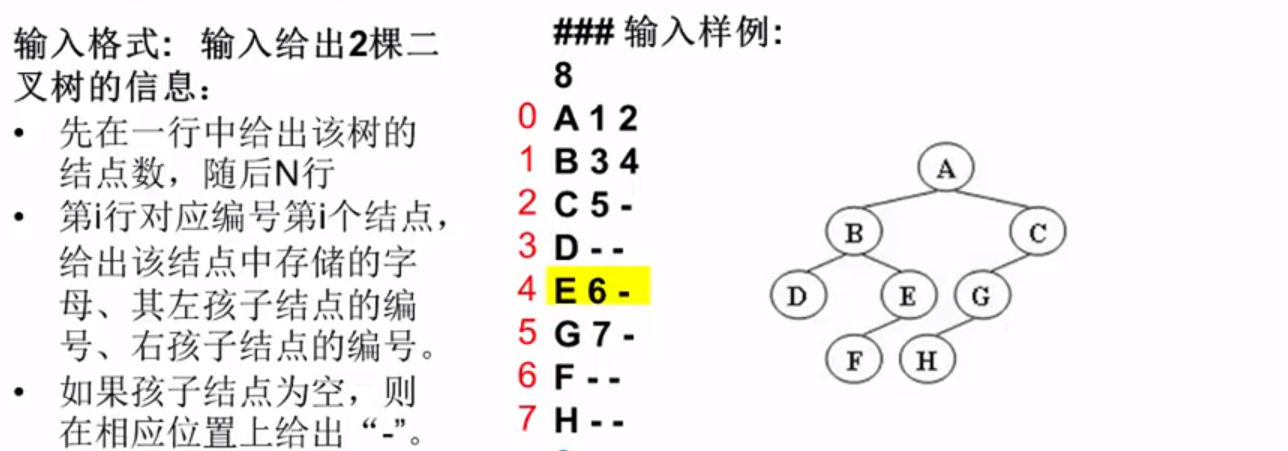 输入格式： 输入给出2棵二
叉树的信息：
• 先在一行中给出该树的
结点数，随后N行
• 第i行对应编号第i个结点，
给出该结点中存储的字
母、其左孩子结点的编
号、右孩子结点的编号。
• 如果孩子结点为空，则
在相应位置上给出“-”。
### 输入样例:
8
0 A 1 2
1 B 3 4
2 C 5 -
3 D - -
4 E 6 -
5 G 7 -
6 F - -
7 H - -
A
B C
D E G
F H